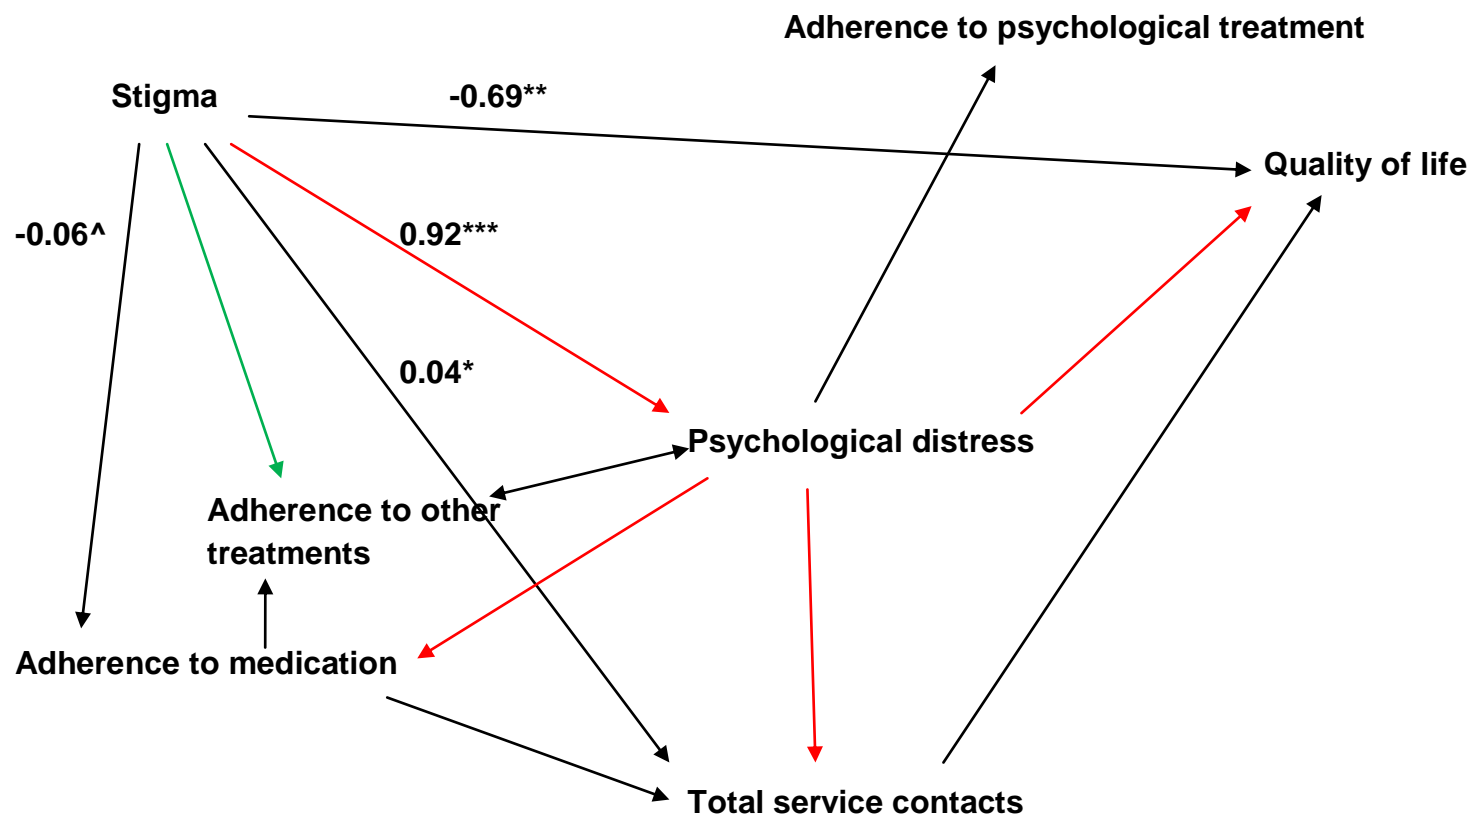 Adherence to psychological treatment
Stigma
-0.69**
Quality of life
-0.06^
0.92***
0.04*
Psychological distress
Adherence to other
treatments
Adherence to medication
Total service contacts